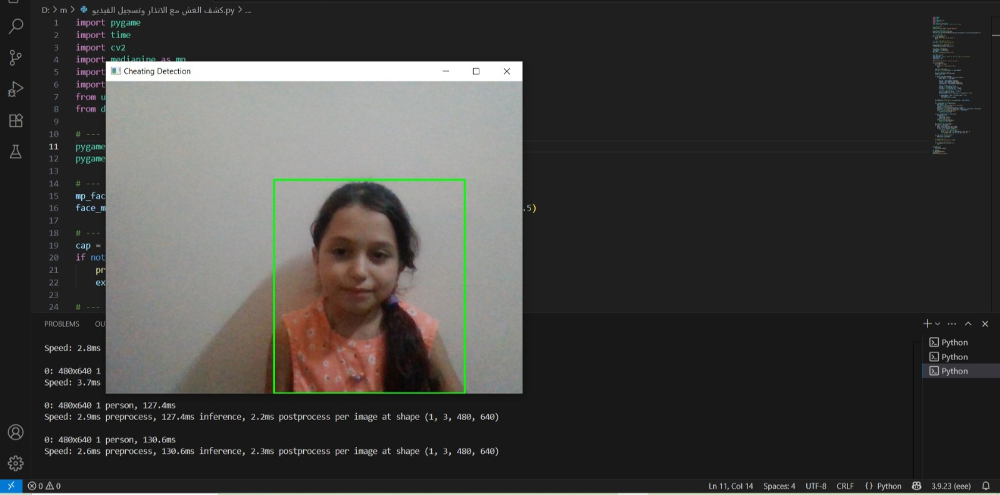 D: > m > كشف الغش مع الانذار وتسجيل الفيديو.py > ...
1 import pygame
2 import time
3 import cv2
4 import mediapipe as mp
Cheating Detection
5 import
6 import
7 from u
8 from d
9
10 # ---
11 pygame
12 pygame
13
14 # ---
15 mp_fac
16 face_m .5)
17
18 # ---
19 cap =
20 if not
21 pr
22 ex
23
24 # ---
PROBLEMS OU
Speed: 2.8ms
Python
0: 480x640 1
Python
Speed: 3.7ms
Python
0: 480x640 1 person, 127.4ms
Speed: 2.9ms preprocess, 127.4ms inference, 2.2ms postprocess per image at shape (1, 3, 480, 640)
0: 480x640 1 person, 130.6ms
Speed: 2.6ms preprocess, 130.6ms inference, 2.3ms postprocess per image at shape (1, 3, 480, 640)
0 0 Ln 11, Col 14 Spaces: 4 UTF-8 CRLF {} Python 3.9.23 (eee)